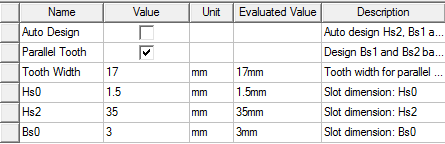 Name Value Unit Evaluated Value Description
Auto Design Auto design Hs2, Bs1 a...
Parallel Tooth Design Bs1 and Bs2 ba...
Tooth Width 17 mm 17mm Tooth width for parallel ...
Hs0 1.5 mm 1.5mm Slot dimension: Hs0
Hs2 35 mm 35mm Slot dimension: Hs2
Bs0 3 mm 3mm Slot dimension: Bs0